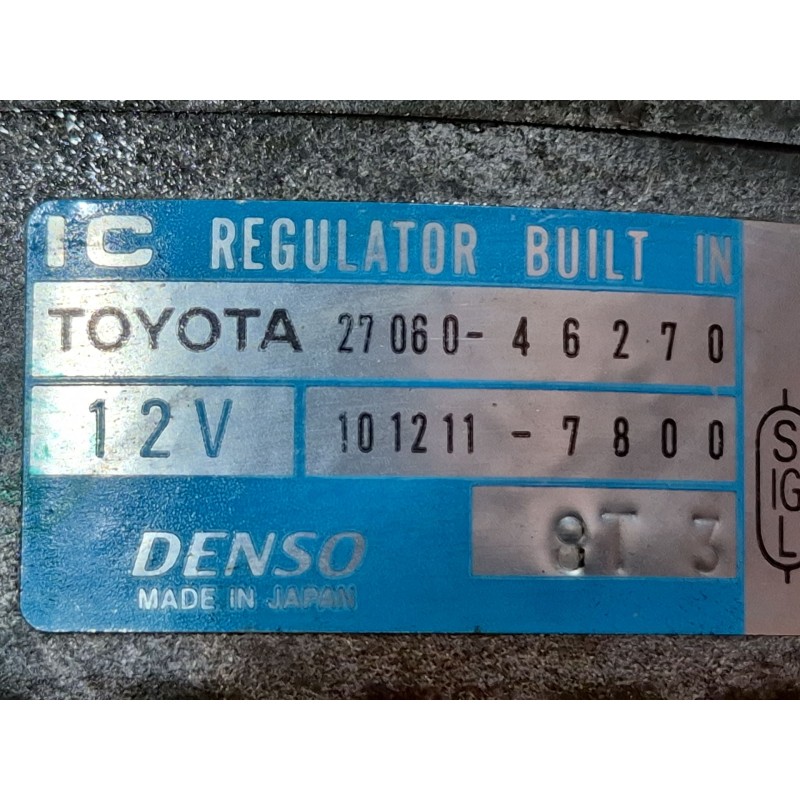 IC REGULATOR BUILT IN
TOYOTA 27060-46270
12V 101211-7800
8T 3
DENSO
MADE IN JAPAN
S
IG
L